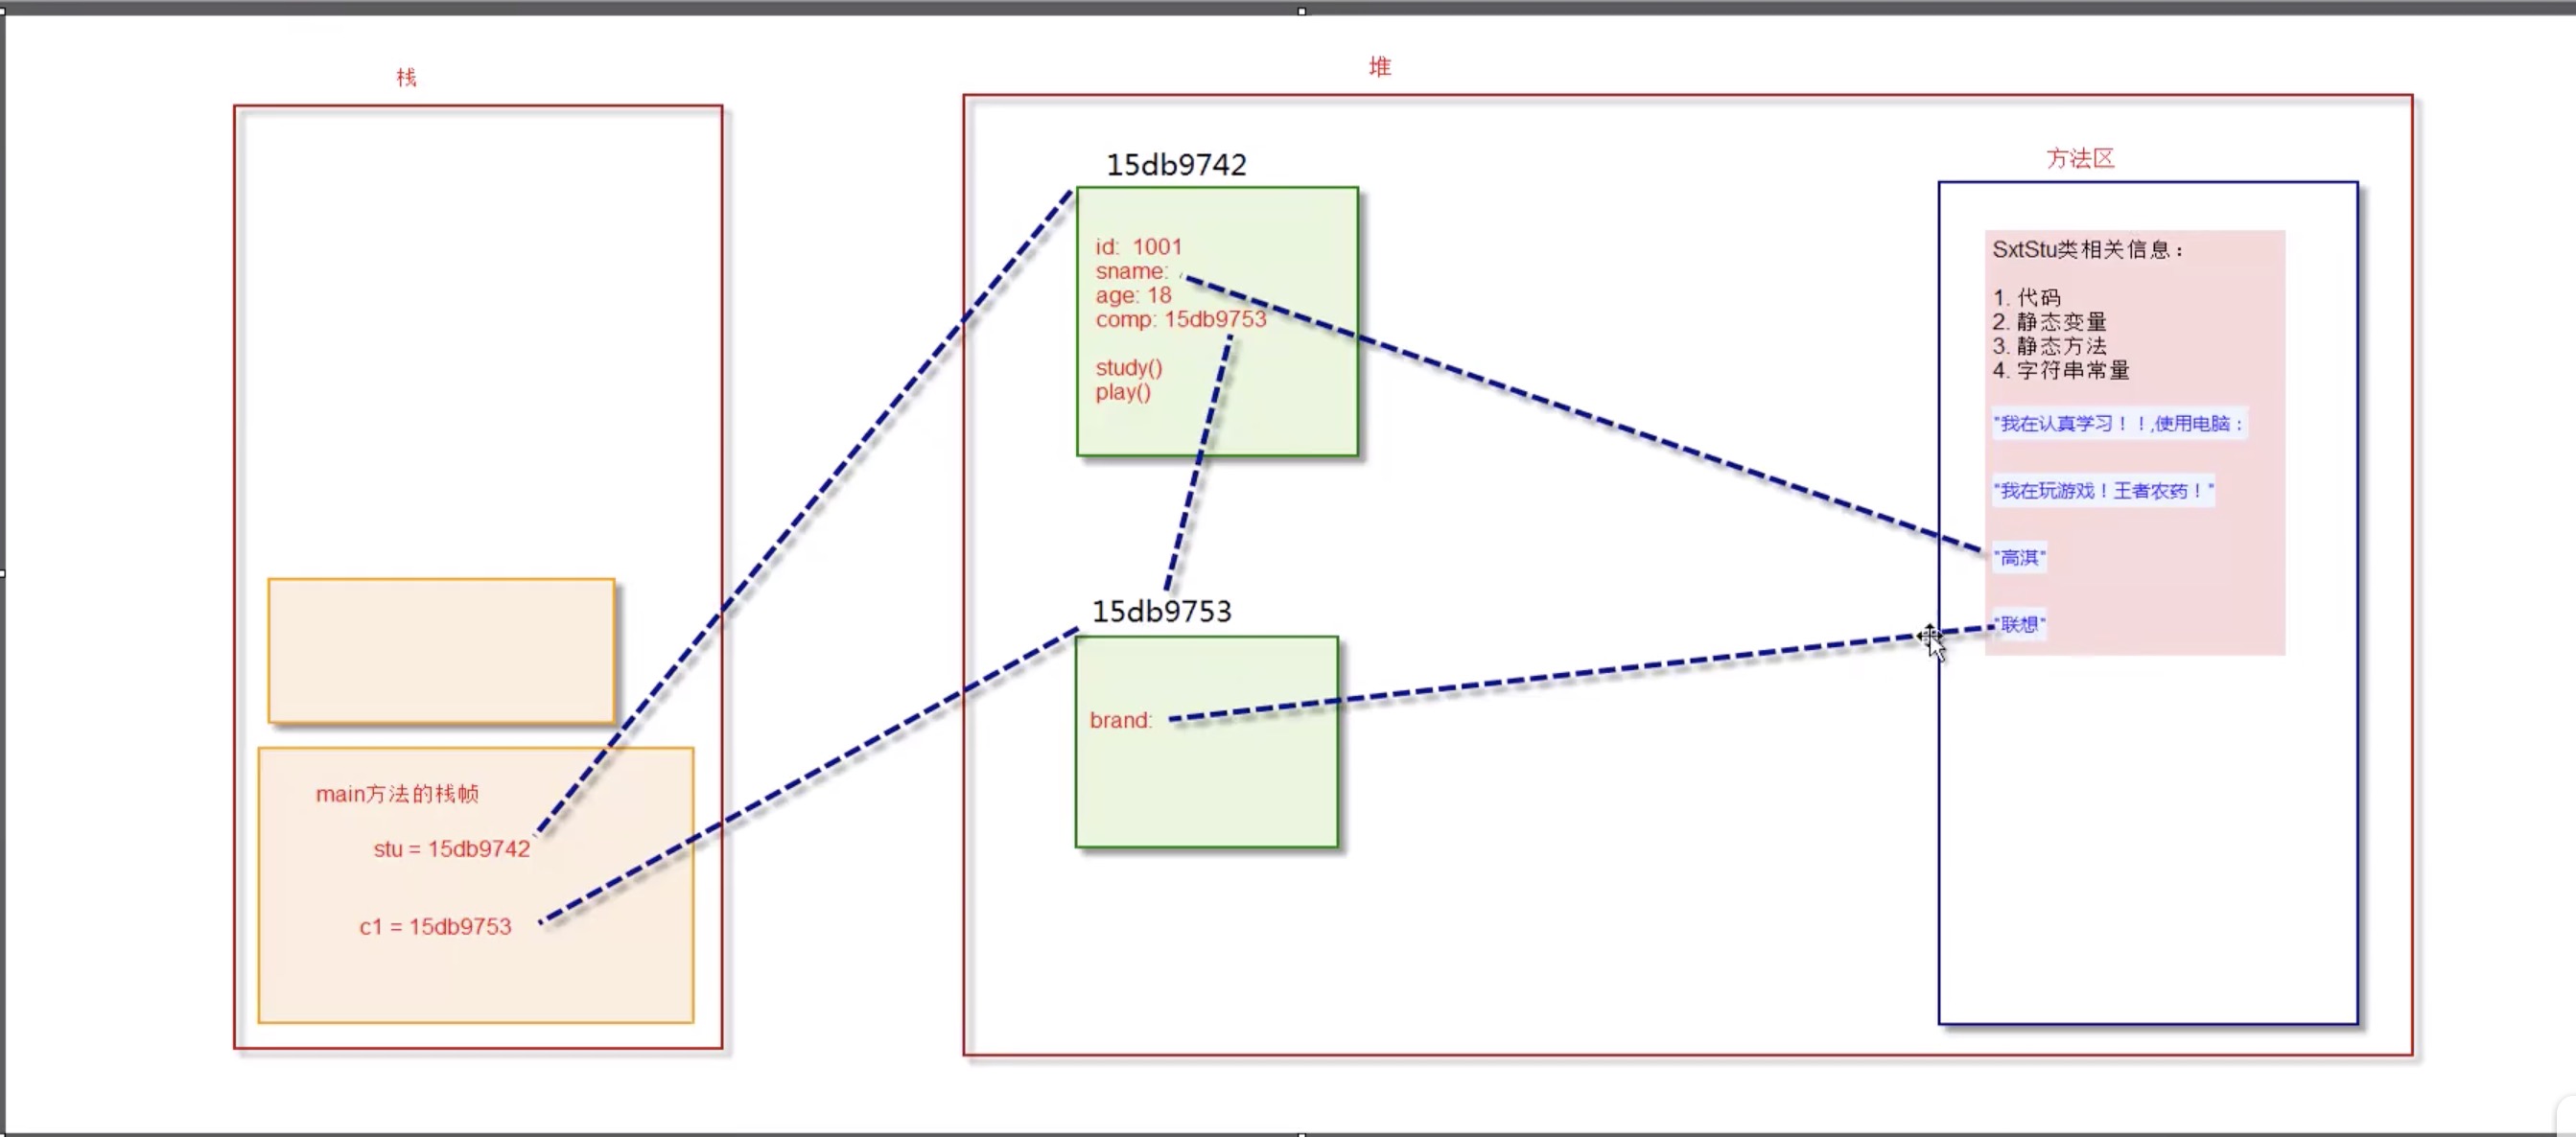 栈
main方法的栈帧
stu = 15db9742
c1 = 15db9753
堆
15db9742
id: 1001
sname:
age: 18
comp: 15db9753
study()
play()
15db9753
brand:
方法区
SxtStu类相关信息：
1. 代码
2. 静态变量
3. 静态方法
4. 字符串常量
"我在认真学习！！,使用电脑：
"我在玩游戏！王者农药！"
"高淇"
"联想"